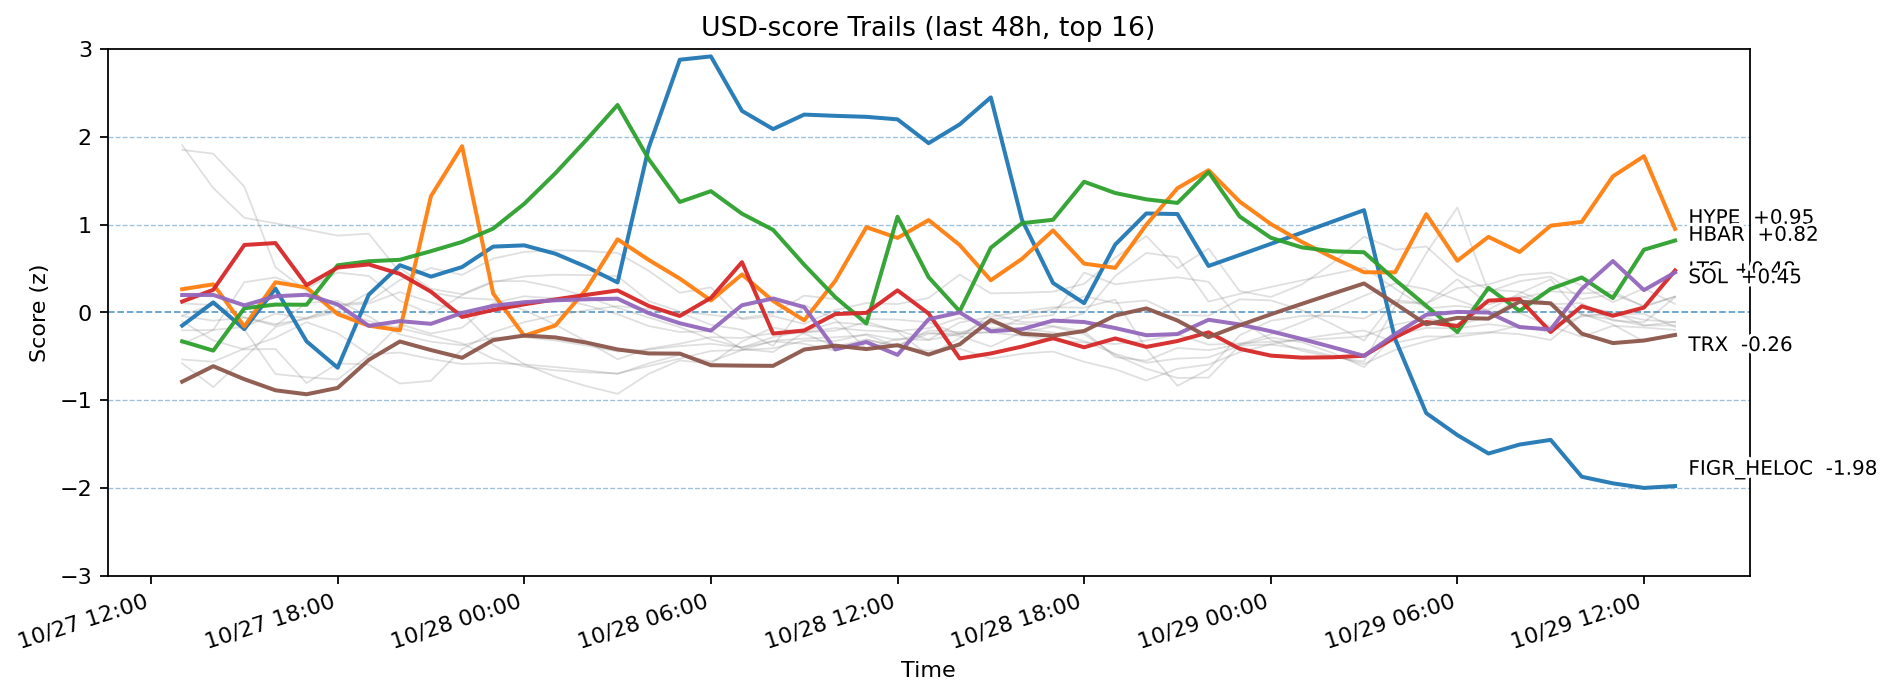 USD-score Trails (last 48h, top 16)
Score (z)
3
2
1
0
−1
−2
−3
HYPE +0.95
HBAR +0.82
SOL +0.45
TRX -0.26
FIGR_HELOC -1.98
10/27 12:00
10/27 18:00
10/28 00:00
10/28 06:00
10/28 12:00
10/28 18:00
10/29 00:00
10/29 06:00
10/29 12:00
Time